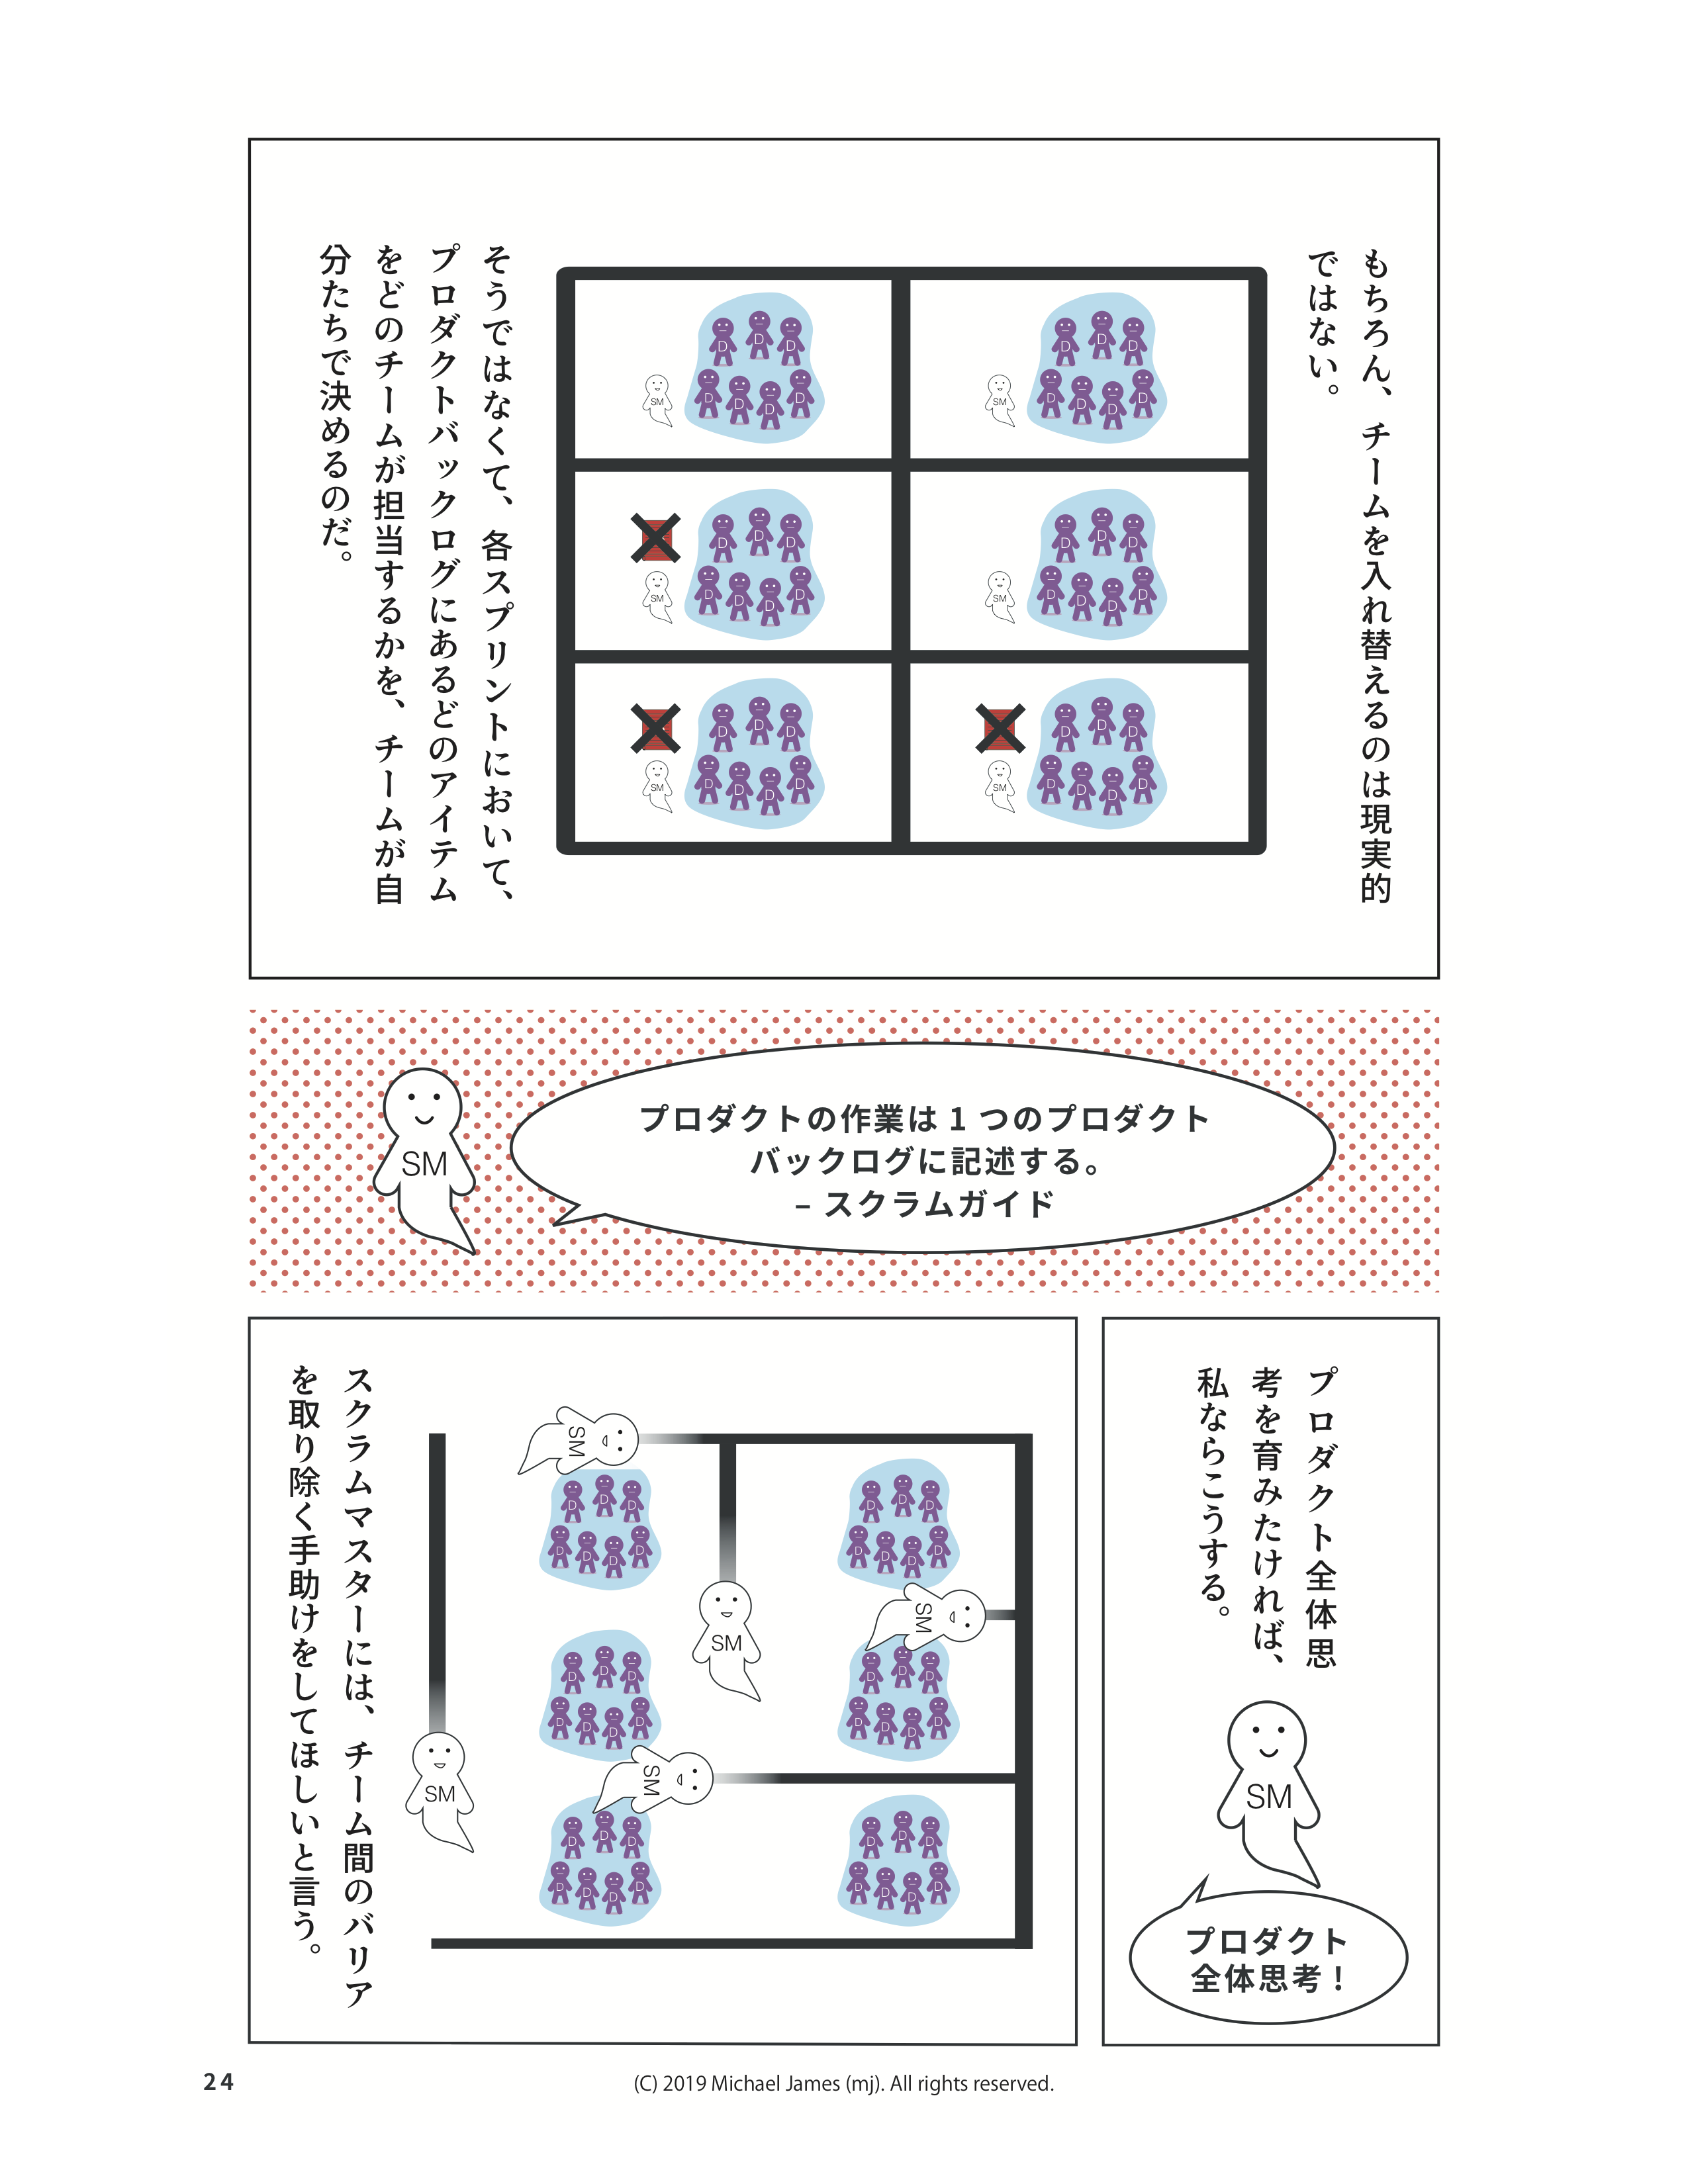 もちろん、チームを入れ替えるのは現実的
ではない。
D D D
D D D D
SM
D D D
D D D D
SM
D D D
D D D D
SM
D D D
D D D D
SM
D D D
D D D D
SM
D D D
D D D D
SM
そうではなくて、各スプリントにおいて、
プロダクトバックログにあるどのアイテム
をどのチームが担当するかを、チームが自
分たちで決めるのだ。
プロダクトの作業は 1 つのプロダクト
バックログに記述する。
– スクラムガイド
SM
プロダクト全体思
考を育みたければ、
私ならこうする。
SM
プロダクト
全体思考！
D D D
D D D D
SM
D D D
D D D D
D D D
D D D D
SM
SM
D D D
D D D D
D D D
D D D D
SM
D D D
D D D D
SM
スクラムマスターには、チーム間のバリア
を取り除く手助けをしてほしいと言う。
24
(C) 2019 Michael James (mj). All rights reserved.